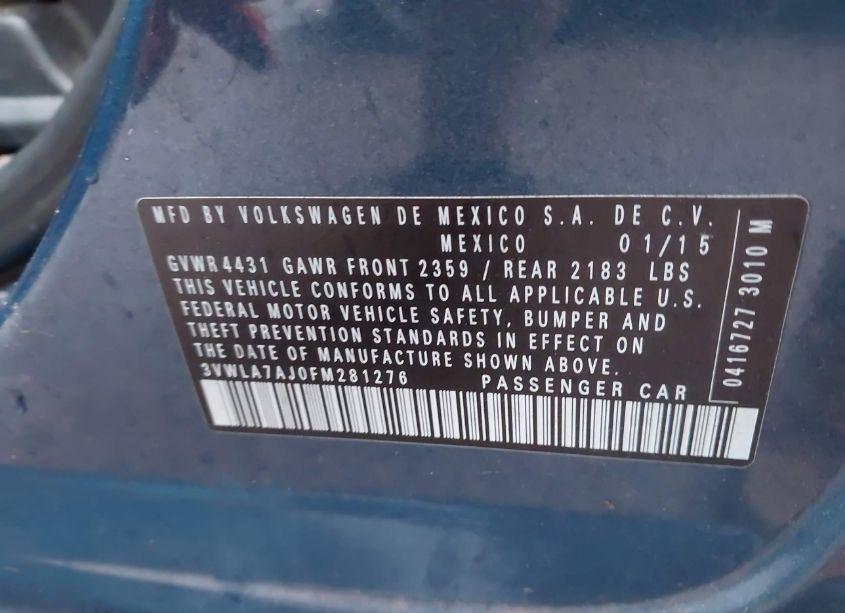 MFD BY VOLKSWAGEN DE MEXICO S.A. DE C.V.
MEXICO 01/15
GVWR 4431 GAWR FRONT 2359 / REAR 2183 LBS
THIS VEHICLE CONFORMS TO ALL APPLICABLE U.S.
FEDERAL MOTOR VEHICLE SAFETY, BUMPER AND
THEFT PREVENTION STANDARDS IN EFFECT ON
THE DATE OF MANUFACTURE SHOWN ABOVE.
3VWLA7AJ0FM281276 PASSENGER CAR
0416727 3010 M